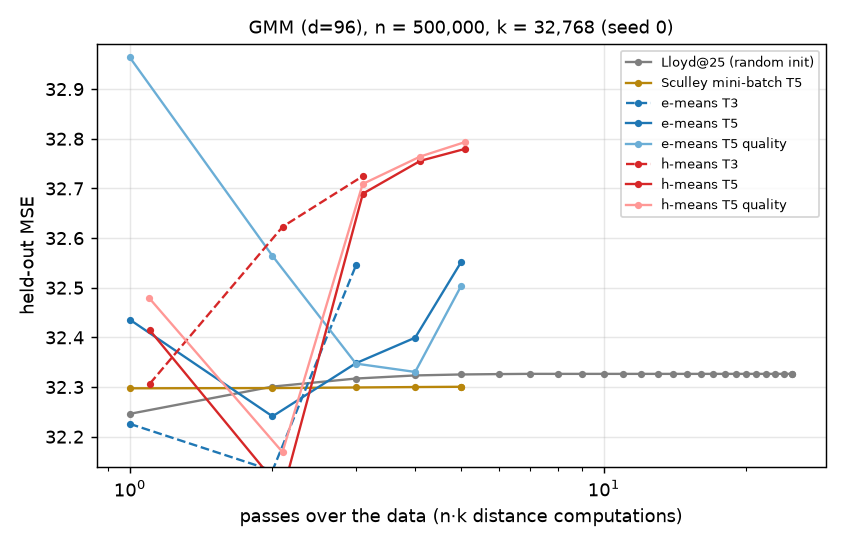 GMM (d=96), n = 500,000, k = 32,768 (seed 0)
held-out MSE
32.9
32.8
32.7
32.6
32.5
32.4
32.3
32.2
Lloyd@25 (random init)
Sculley mini-batch T5
e-means T3
e-means T5
e-means T5 quality
h-means T3
h-means T5
h-means T5 quality
10⁰
10¹
passes over the data (n·k distance computations)